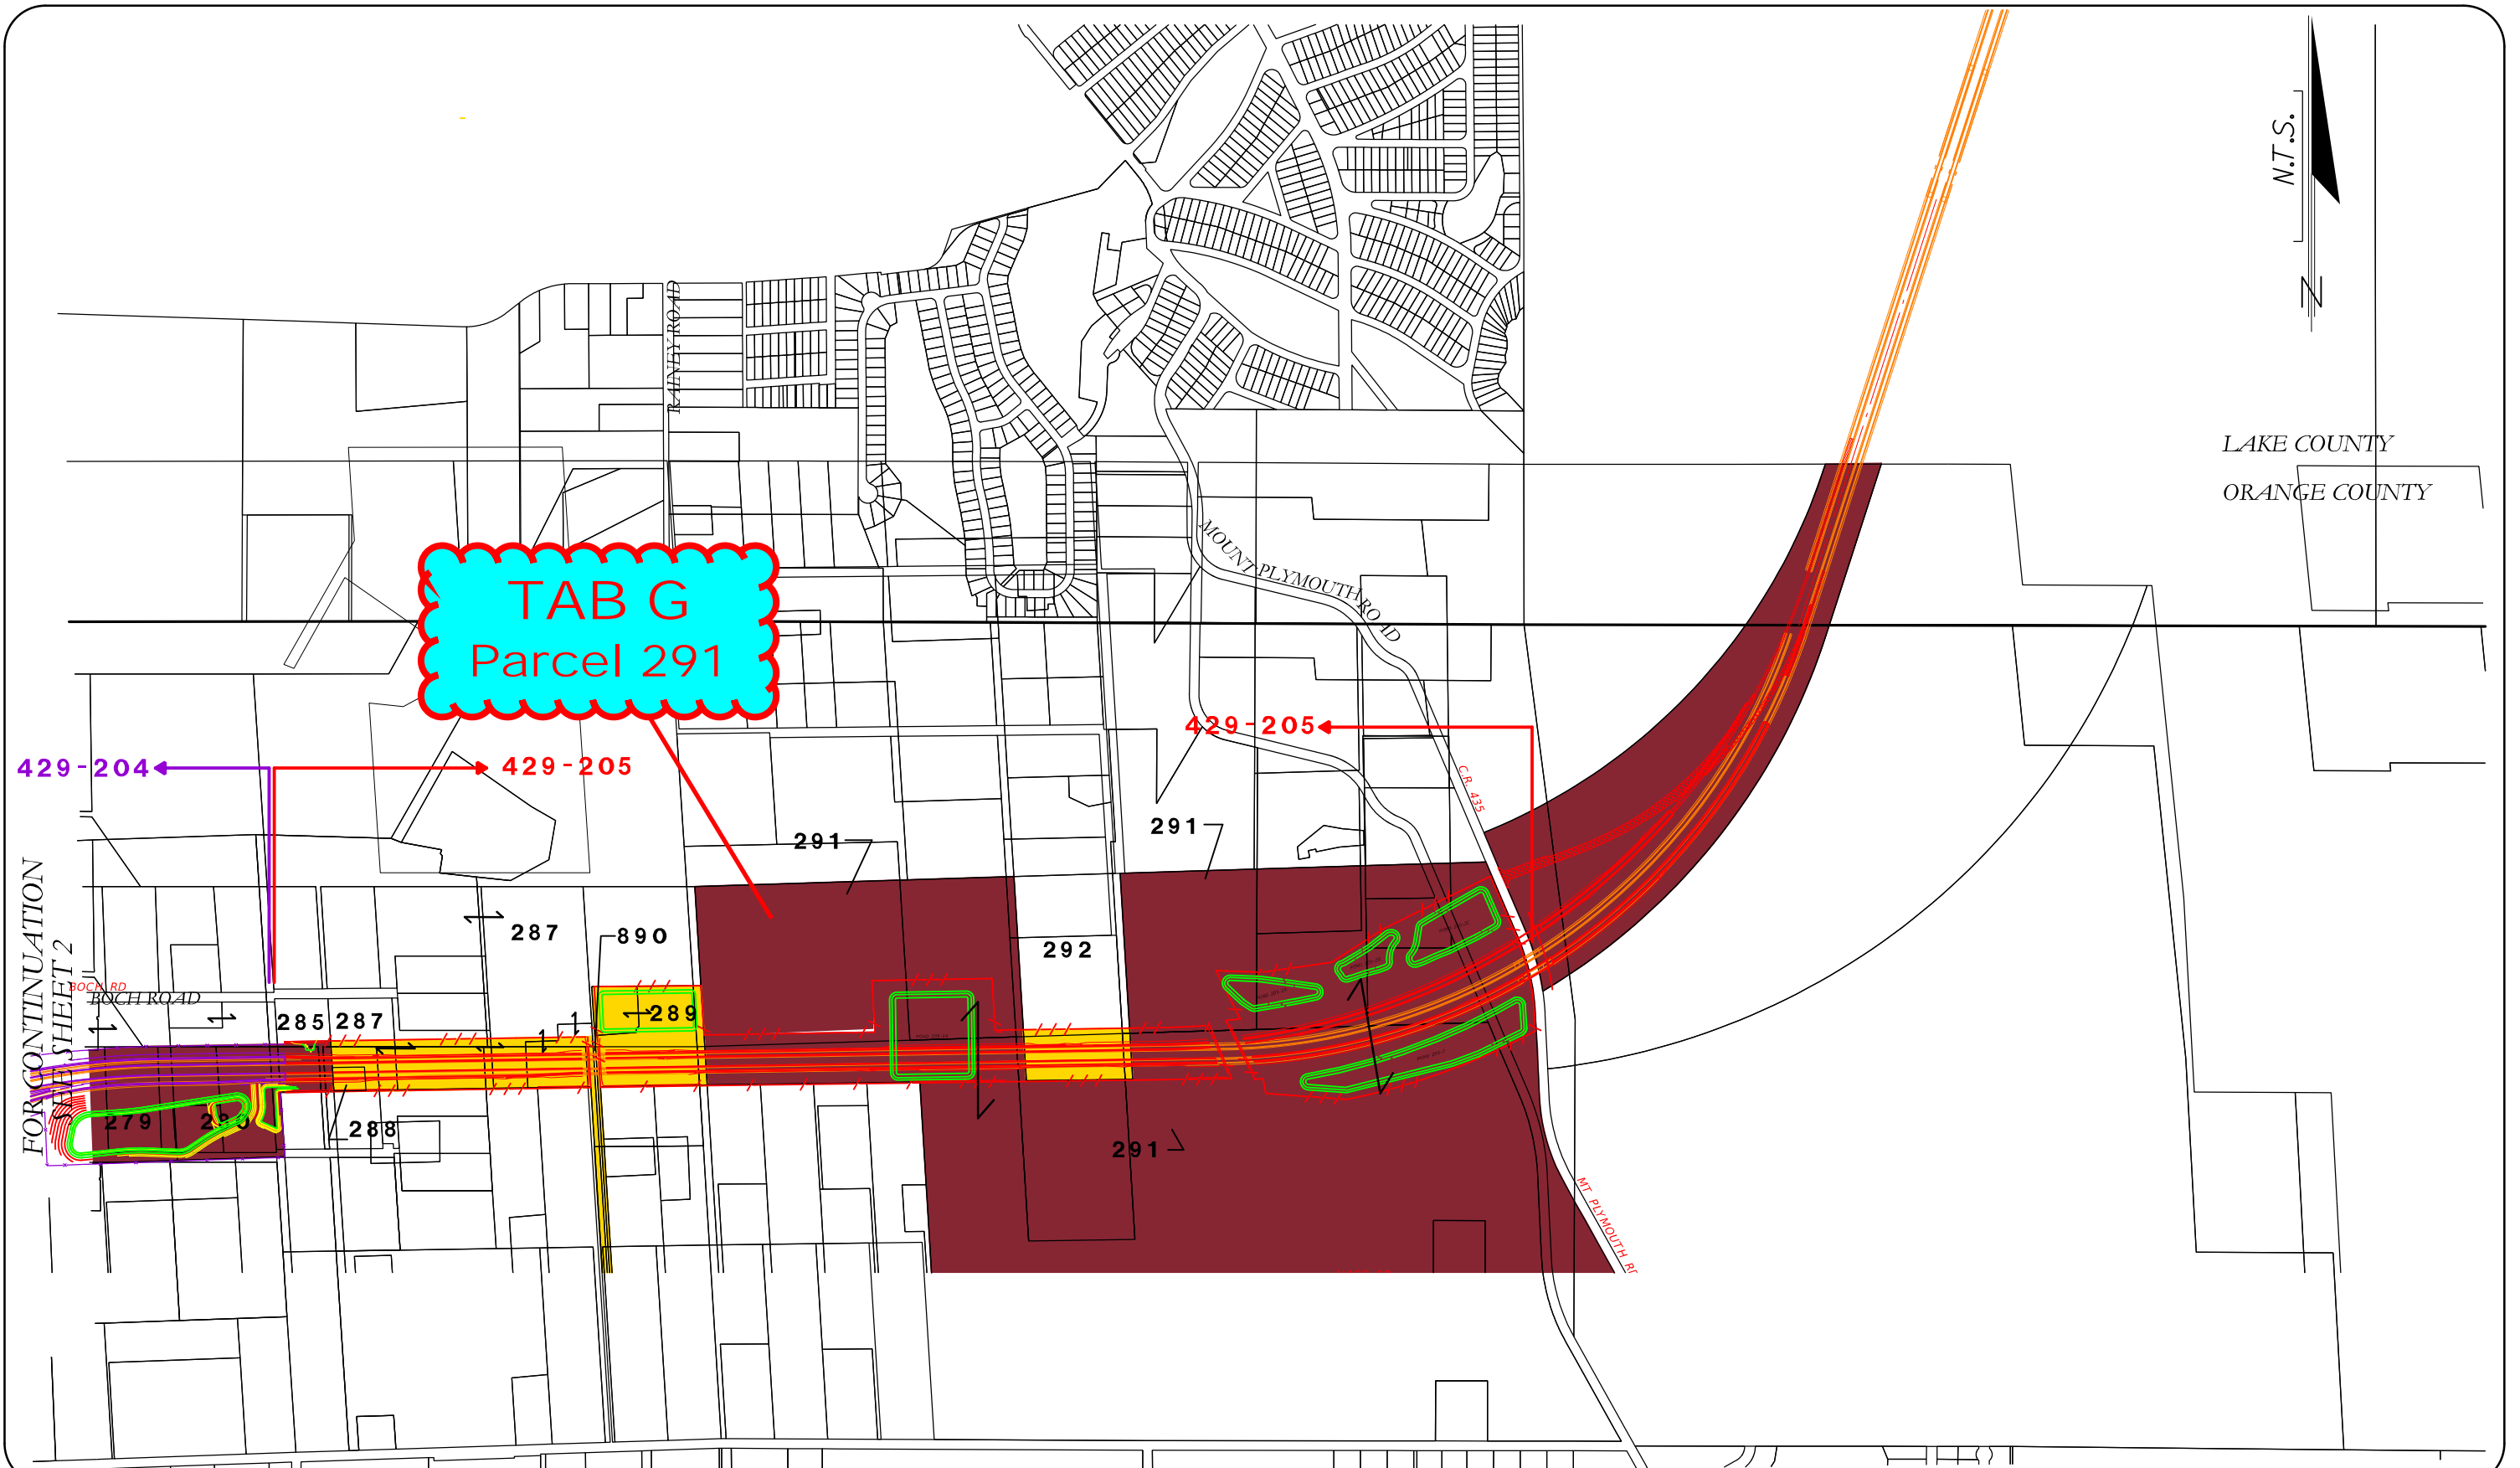 N.T.S.
N
RAINEY ROAD
LAKE COUNTY
ORANGE COUNTY
MOUNT PLYMOUTH ROAD
TAB G
Parcel 291
429-205
429-204
429-205
C.R. 435
291
291
FOR CONTINUATION
SEE SHEET 2
287
890
292
BOCH RD
BOCH ROAD
285
287
289
279
280
288
291
MT PLYMOUTH RD